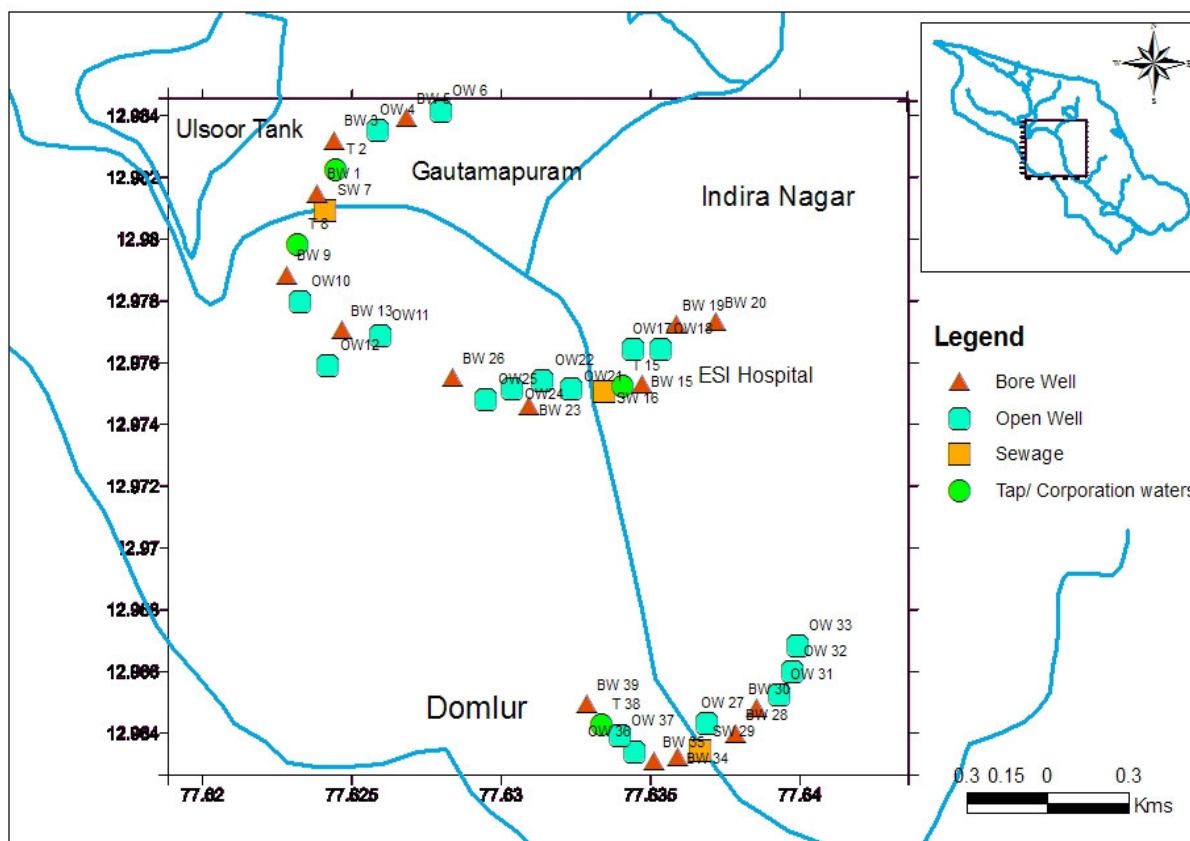 N
W
E
S
OW 6
BW 5
OW 4
BW 3
12.984
Ulsoor Tank
T 2
Gautamapuram
BW 1
12.982
SW 7
Indira Nagar
T 8
12.98
BW 9
OW10
12.978
BW 13
OW11
BW 19
BW 20
OW17
OW18
OW12
12.976
BW 26
OW22
T 15
ESI Hospital
OW25
OW21
BW 15
OW24
SW 16
BW 23
12.974
Legend
Bore Well
Open Well
Sewage
Tap/ Corporation waters
12.972
12.97
12.968
OW 33
OW 32
12.966
OW 31
BW 39
BW 30
Domlur
T 38
OW 27
BW 28
OW 37
OW 36
SW 29
12.964
BW 35
BW 34
77.62
77.625
77.63
77.635
77.64
0.3 0.15 0 0.3
Kms